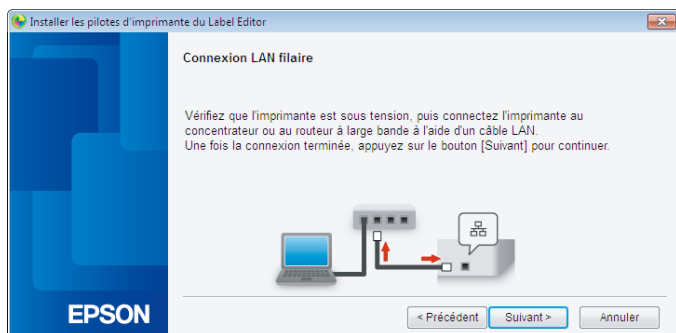 Installer les pilotes d'imprimante du Label Editor
Connexion LAN filaire
Vérifiez que l'imprimante est sous tension, puis connectez l'imprimante au
concentrateur ou au routeur à large bande à l'aide d'un câble LAN.
Une fois la connexion terminée, appuyez sur le bouton [Suivant] pour continuer.
EPSON
< Précédent
Suivant >
Annuler